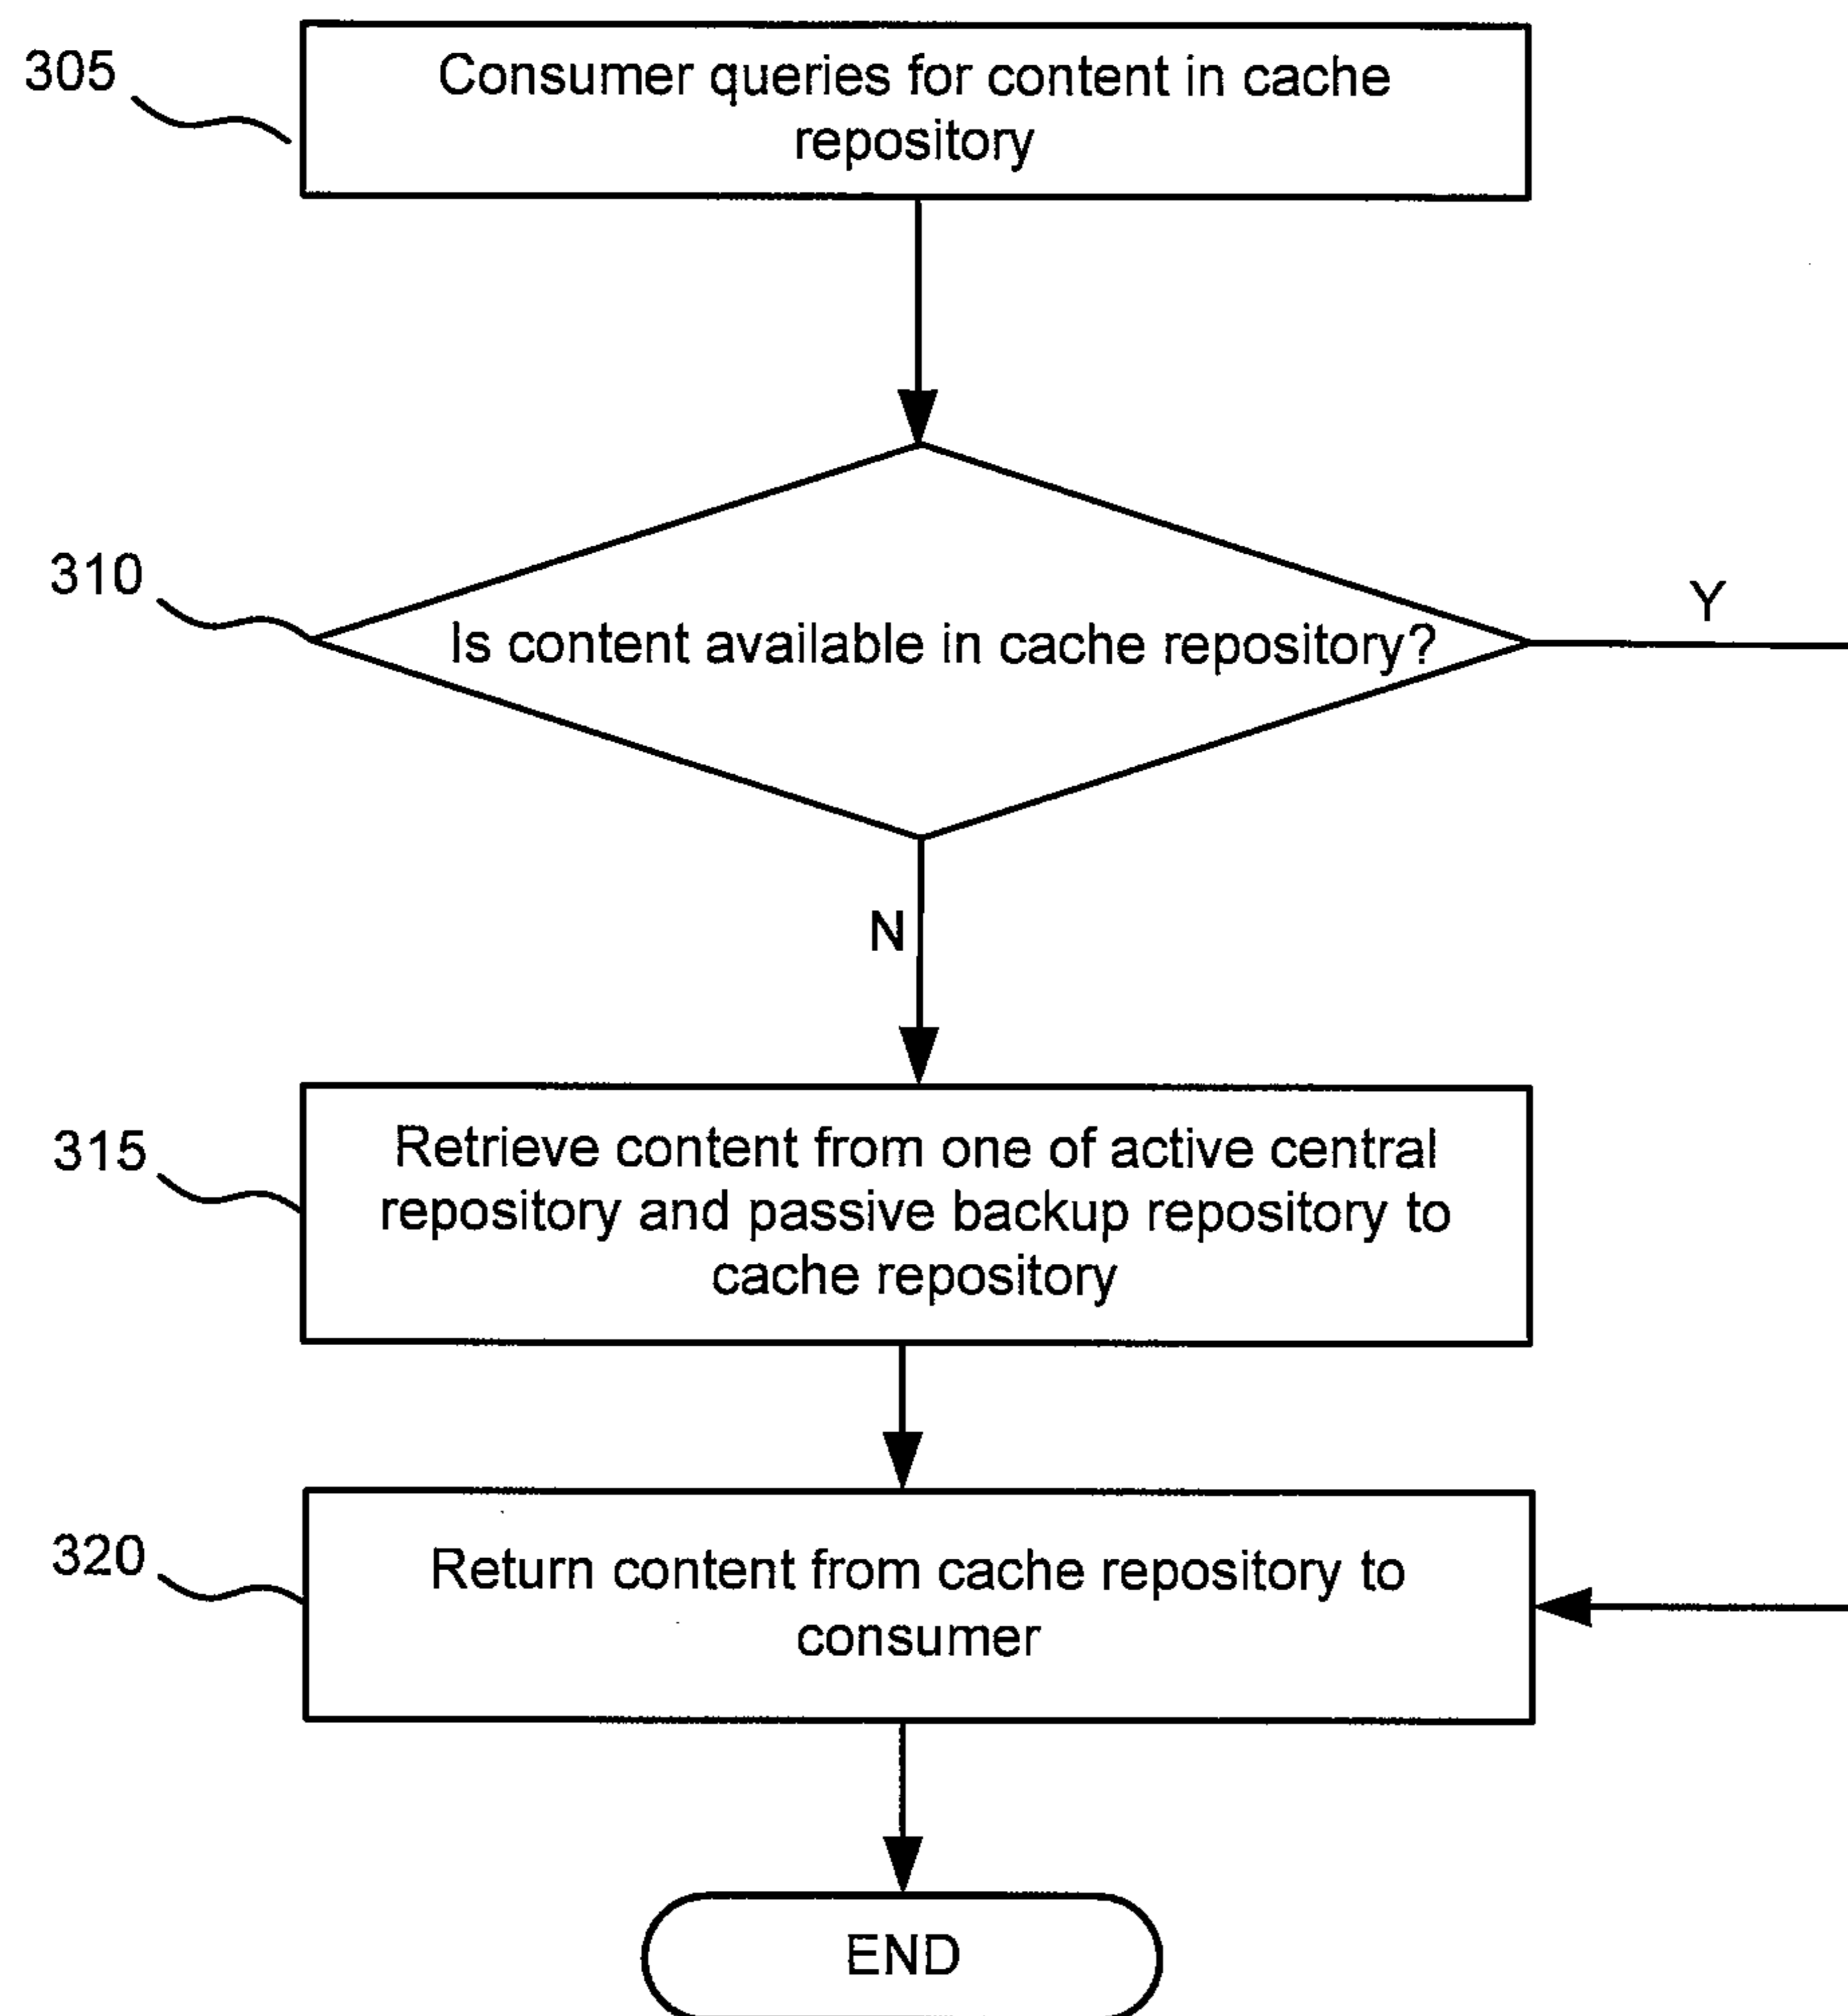 305
Consumer queries for content in cache
repository
310
Is content available in cache repository?
Y
N
315
Retrieve content from one of active central
repository and passive backup repository to
cache repository
320
Return content from cache repository to
consumer
END